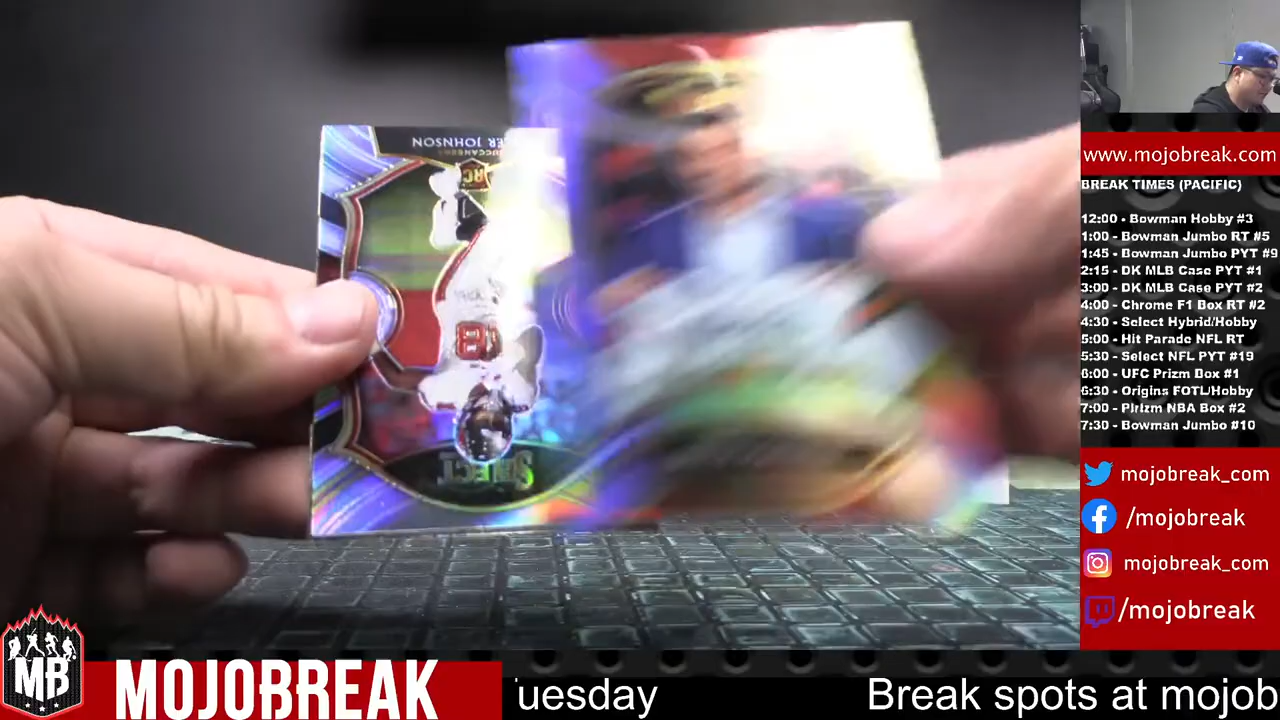 ER JOHNSON
UCCANEER
RC
SELECT
www.mojobreak.com
BREAK TIMES (PACIFIC)
12:00 - Bowman Hobby #3
1:00 - Bowman Jumbo RT #5
1:45 - Bowman Jumbo PYT #9
2:15 - DK MLB Case PYT #1
3:00 - DK MLB Case PYT #2
4:00 - Chrome F1 Box RT #2
4:30 - Select Hybrid/Hobby
5:00 - Hit Parade NFL RT
5:30 - Select NFL PYT #19
6:00 - UFC Prizm Box #1
6:30 - Origins FOTL/Hobby
7:00 - Pirizm NBA Box #2
7:30 - Bowman Jumbo #10
mojobreak_com
/mojobreak
mojobreak_com
/mojobreak
MB
MOJOBREAK
uesday
Break spots at mojob